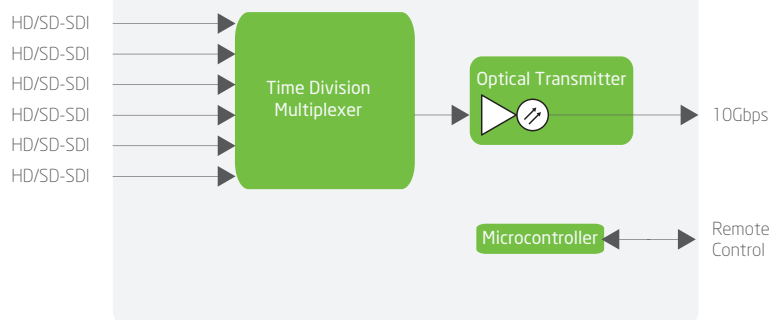 HD/SD-SDI
HD/SD-SDI
HD/SD-SDI
HD/SD-SDI
HD/SD-SDI
HD/SD-SDI
Time Division
Multiplexer
Optical Transmitter
10Gbps
Microcontroller
Remote
Control